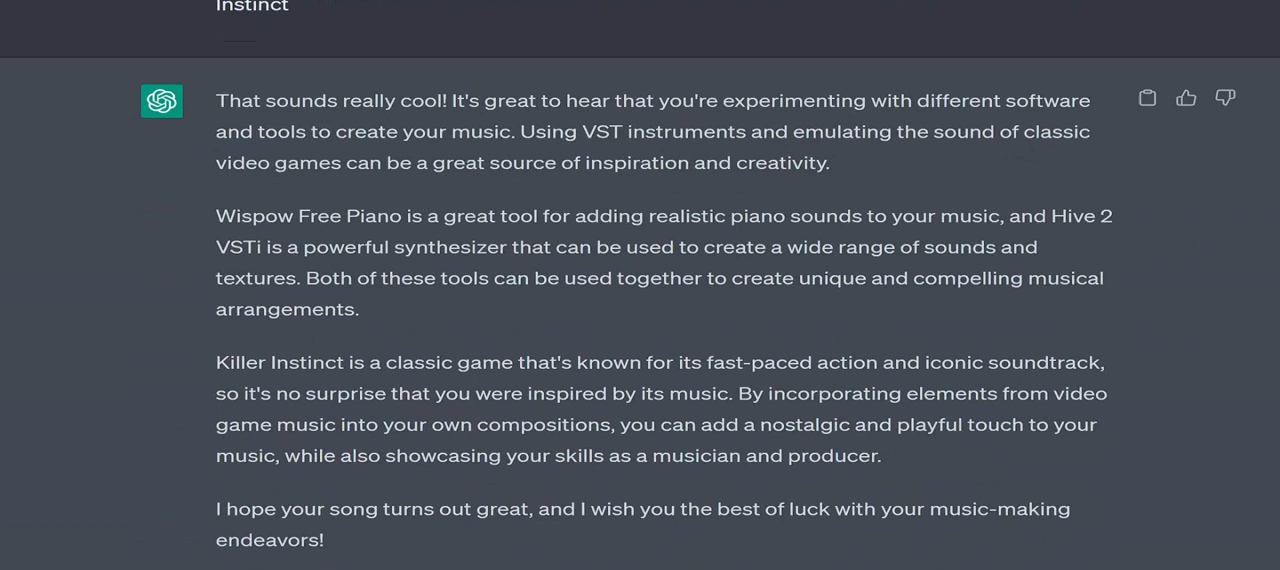 Instinct
That sounds really cool! It's great to hear that you're experimenting with different software
and tools to create your music. Using VST instruments and emulating the sound of classic
video games can be a great source of inspiration and creativity.
Wispow Free Piano is a great tool for adding realistic piano sounds to your music, and Hive 2
VSTi is a powerful synthesizer that can be used to create a wide range of sounds and
textures. Both of these tools can be used together to create unique and compelling musical
arrangements.
Killer Instinct is a classic game that's known for its fast-paced action and iconic soundtrack,
so it's no surprise that you were inspired by its music. By incorporating elements from video
game music into your own compositions, you can add a nostalgic and playful touch to your
music, while also showcasing your skills as a musician and producer.
I hope your song turns out great, and I wish you the best of luck with your music-making
endeavors!